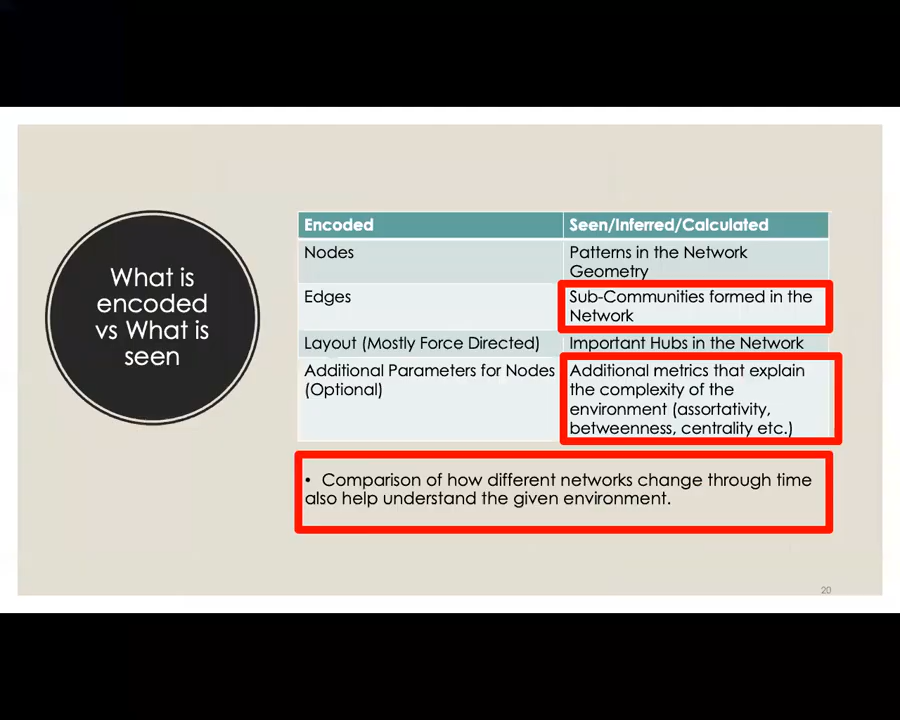 What is
encoded
vs What is
seen
Encoded
Seen/Inferred/Calculated
Nodes
Patterns in the Network
Geometry
Edges
Sub-Communities formed in the
Network
Layout (Mostly Force Directed)
Important Hubs in the Network
Additional Parameters for Nodes
(Optional)
Additional metrics that explain
the complexity of the
environment (assortativity,
betweenness, centrality etc.)
• Comparison of how different networks change through time
also help understand the given environment.
20